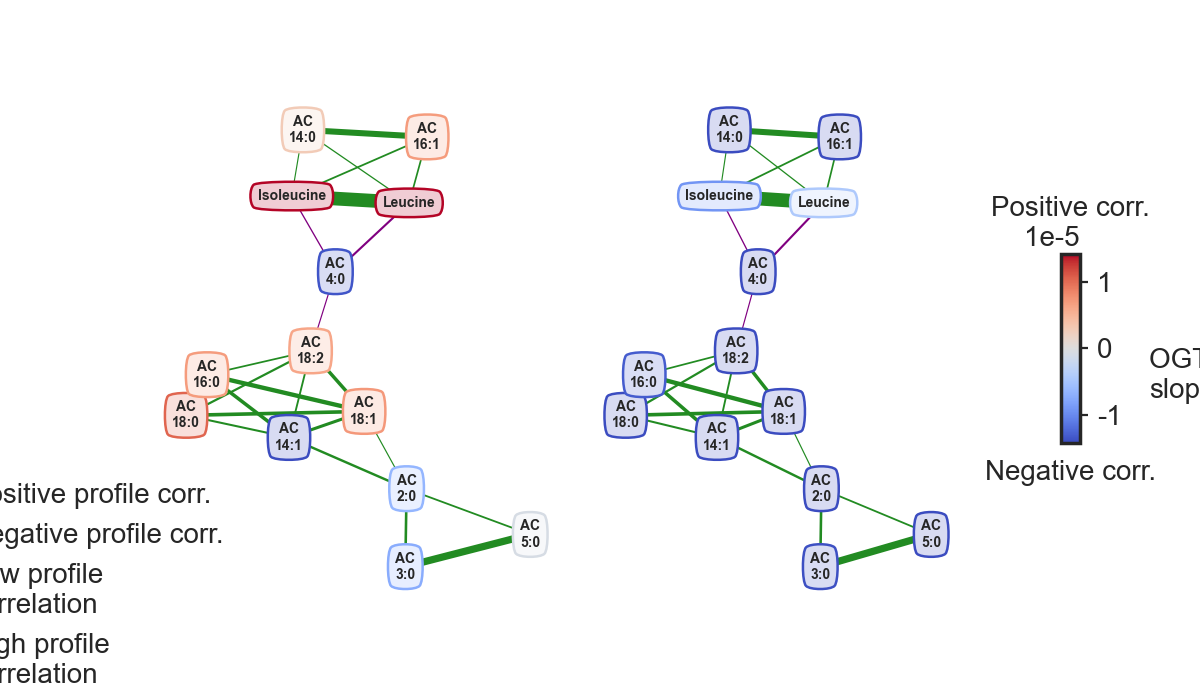 AC
14:0
AC
16:1
Isoleucine
Leucine
AC
4:0
AC
18:2
AC
16:0
AC
18:0
AC
18:1
AC
14:1
AC
2:0
AC
5:0
AC
3:0
AC
14:0
AC
16:1
Isoleucine
Leucine
AC
4:0
AC
18:2
AC
16:0
AC
18:0
AC
18:1
AC
14:1
AC
2:0
AC
5:0
AC
3:0
Positive corr.
1e-5
1
0
-1
Negative corr.
OGT
slop
ositive profile corr.
egative profile corr.
w profile
rrelation
gh profile
rrelation